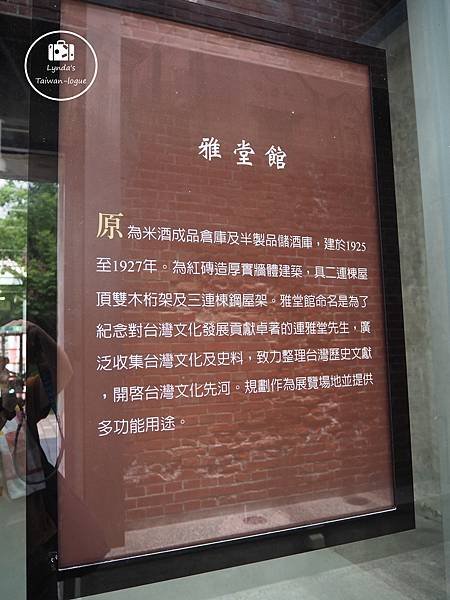 Lynda's
Taiwan-logue
雅堂館
原為米酒成品倉庫及半製品儲酒庫，建於1925
至1927年。為紅磚造厚實牆體建築，具二連棟屋
頂雙木桁架及三連棟鋼屋架。雅堂館命名是為了
紀念對台灣文化發展貢獻卓著的連雅堂先生，廣
泛收集台灣文化及史料，致力整理台灣歷史文獻
，開啓台灣文化先河。規劃作為展覽場地並提供
多功能用途。